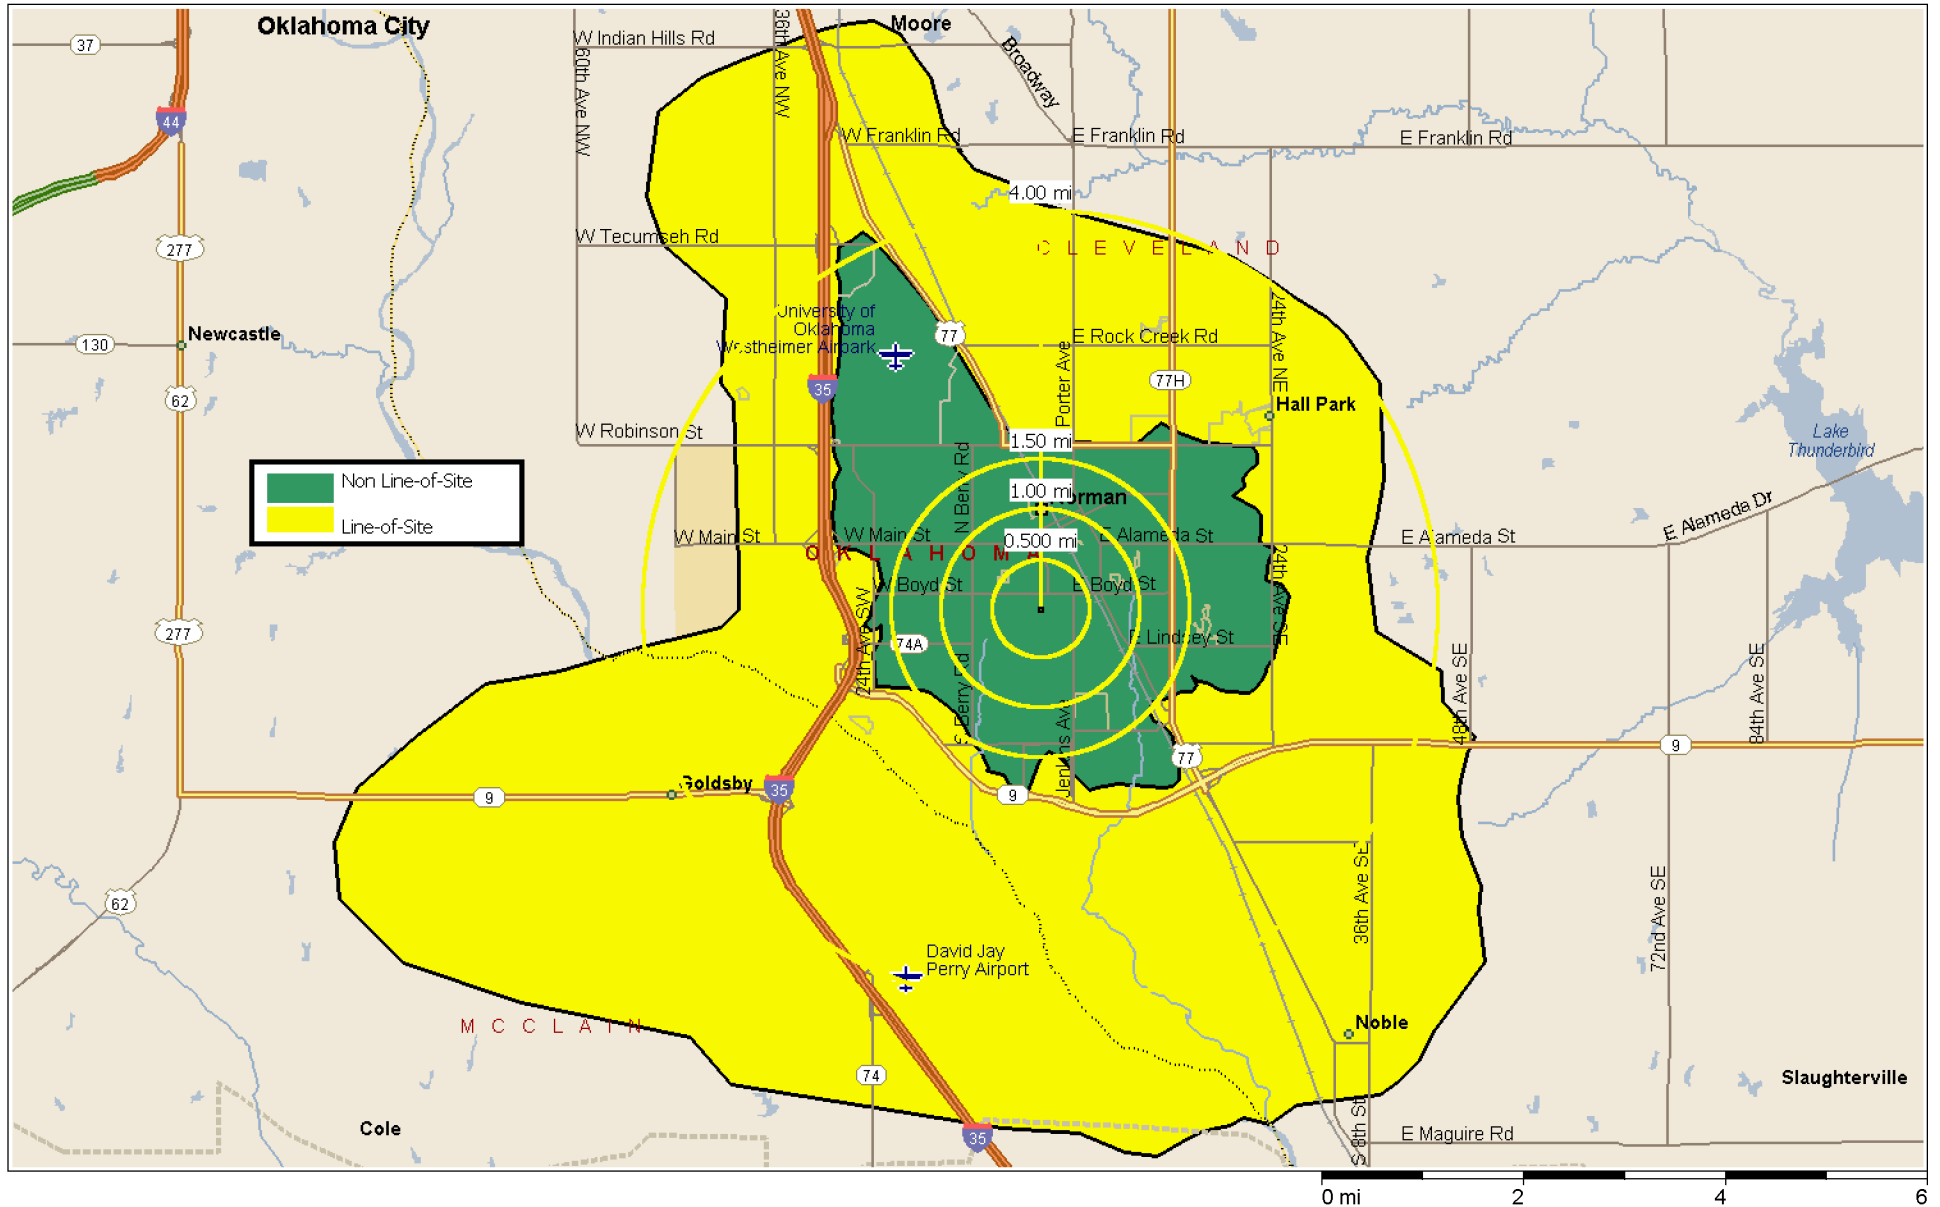 Oklahoma City
Moore
37
W Indian Hills Rd
36th Ave NW
60th Ave NW
Broadway
44
W Franklin Rd
E Franklin Rd
E Franklin Rd
4.00 mi
277
W Tecumseh Rd
C L E V E L A N D
University of
Oklahoma
Westheimer Airpark
130
Newcastle
77
E Rock Creek Rd
24th Ave NE
Porter Ave
77H
35
62
Hall Park
W Robinson St
1.50 mi
Lake
Thunderbird
N Berry Rd
Non Line-of-Site
Line-of-Site
1.00 mi
Norman
E Alameda Dr
W Main St
W Main St
0.500 mi
E Alameda St
E Alameda St
O K L A H O M A
W Boyd St
E Boyd St
24th Ave SW
24th Ave SE
277
74A
E Lindsey St
S Berry Rd
Jenkins Ave
48th Ave SE
84th Ave SE
77
9
Goldsby
35
9
9
36th Ave SE
72nd Ave SE
62
David Jay
Perry Airport
M C C L A I N
Noble
74
Slaughterville
Cole
35
S 8th St
E Maguire Rd
0 mi 2 4 6